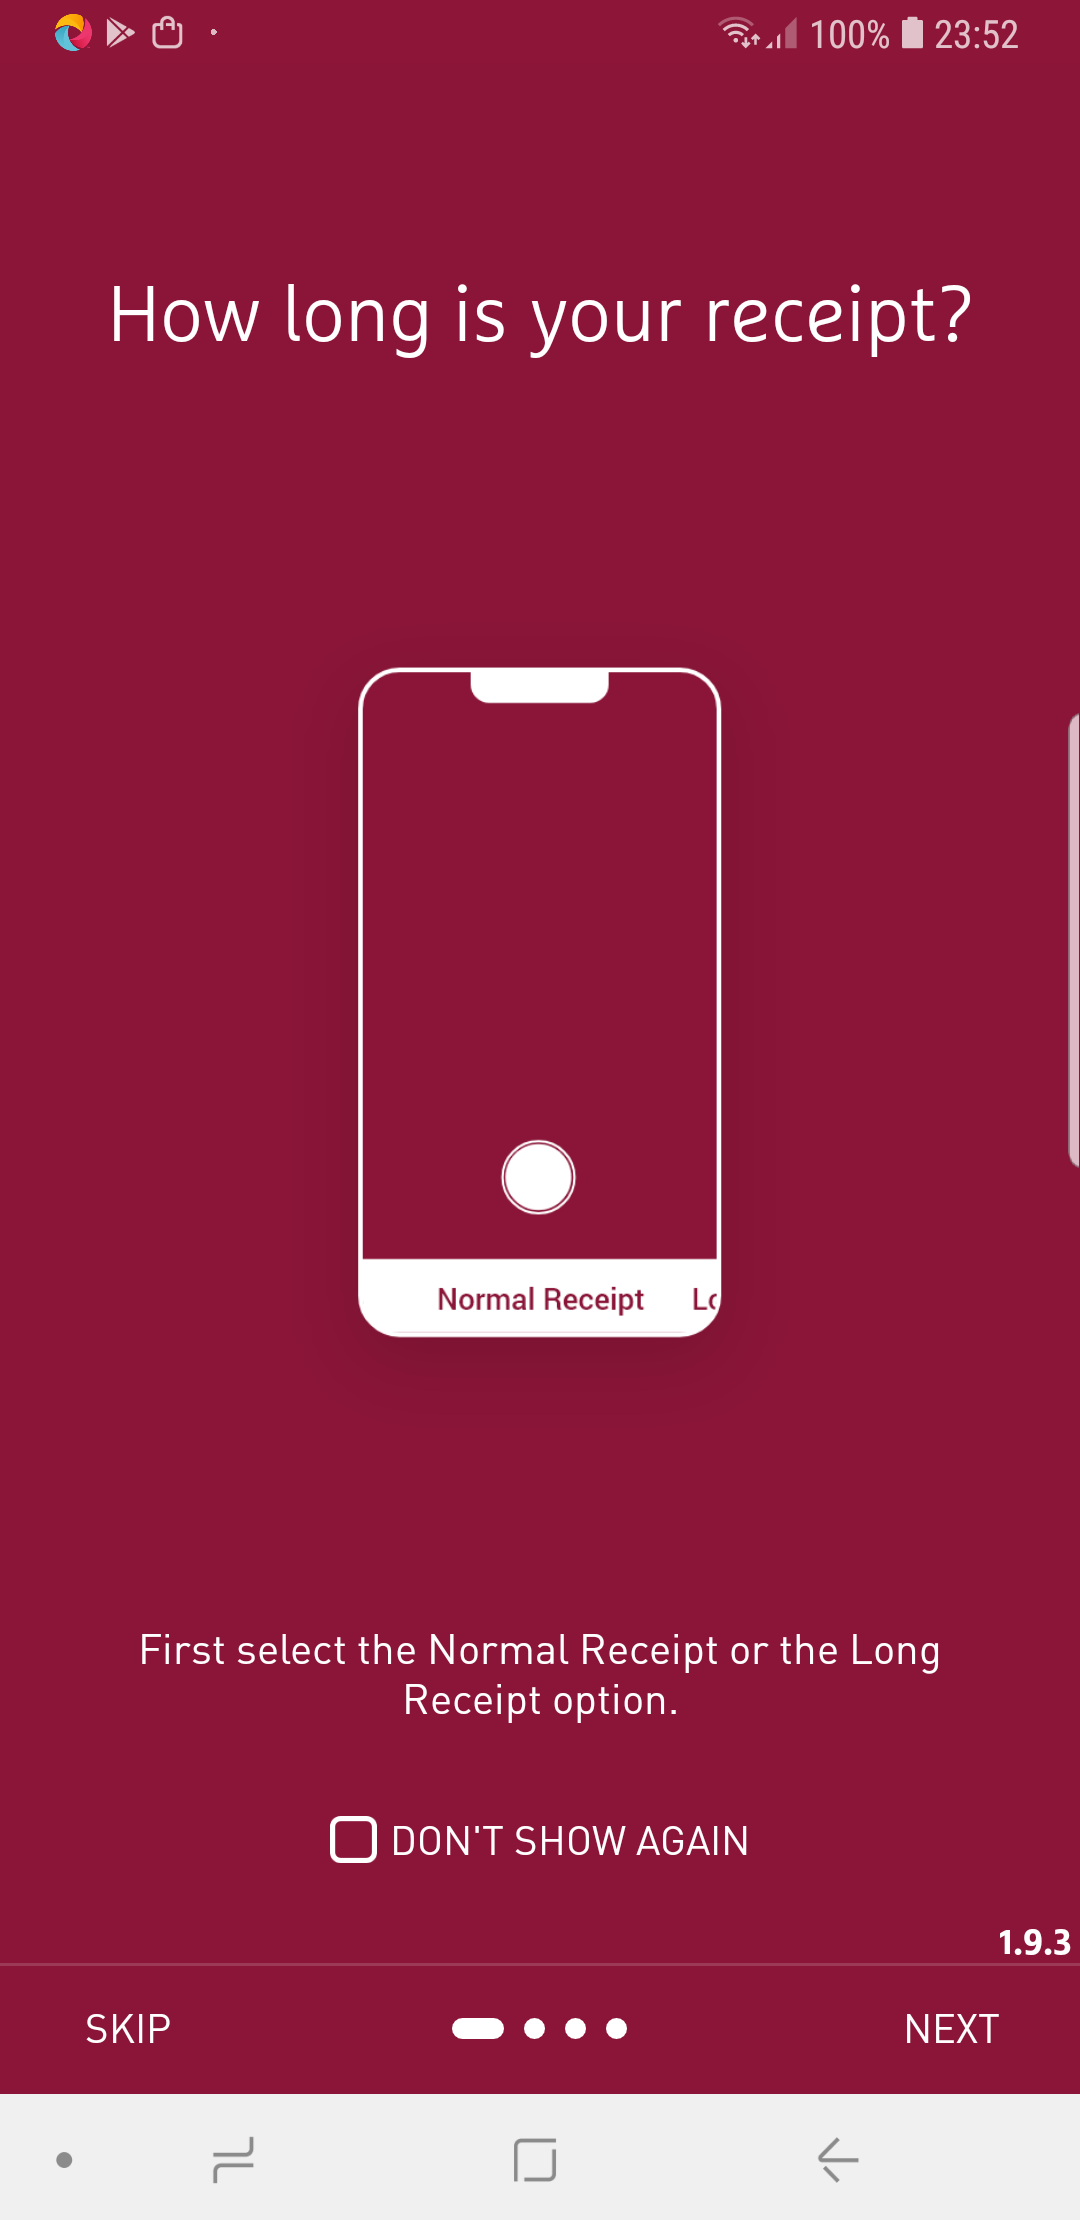 100% 23:52
How long is your receipt?
Normal Receipt
First select the Normal Receipt or the Long
Receipt option.
DON'T SHOW AGAIN
1.9.3
SKIP NEXT